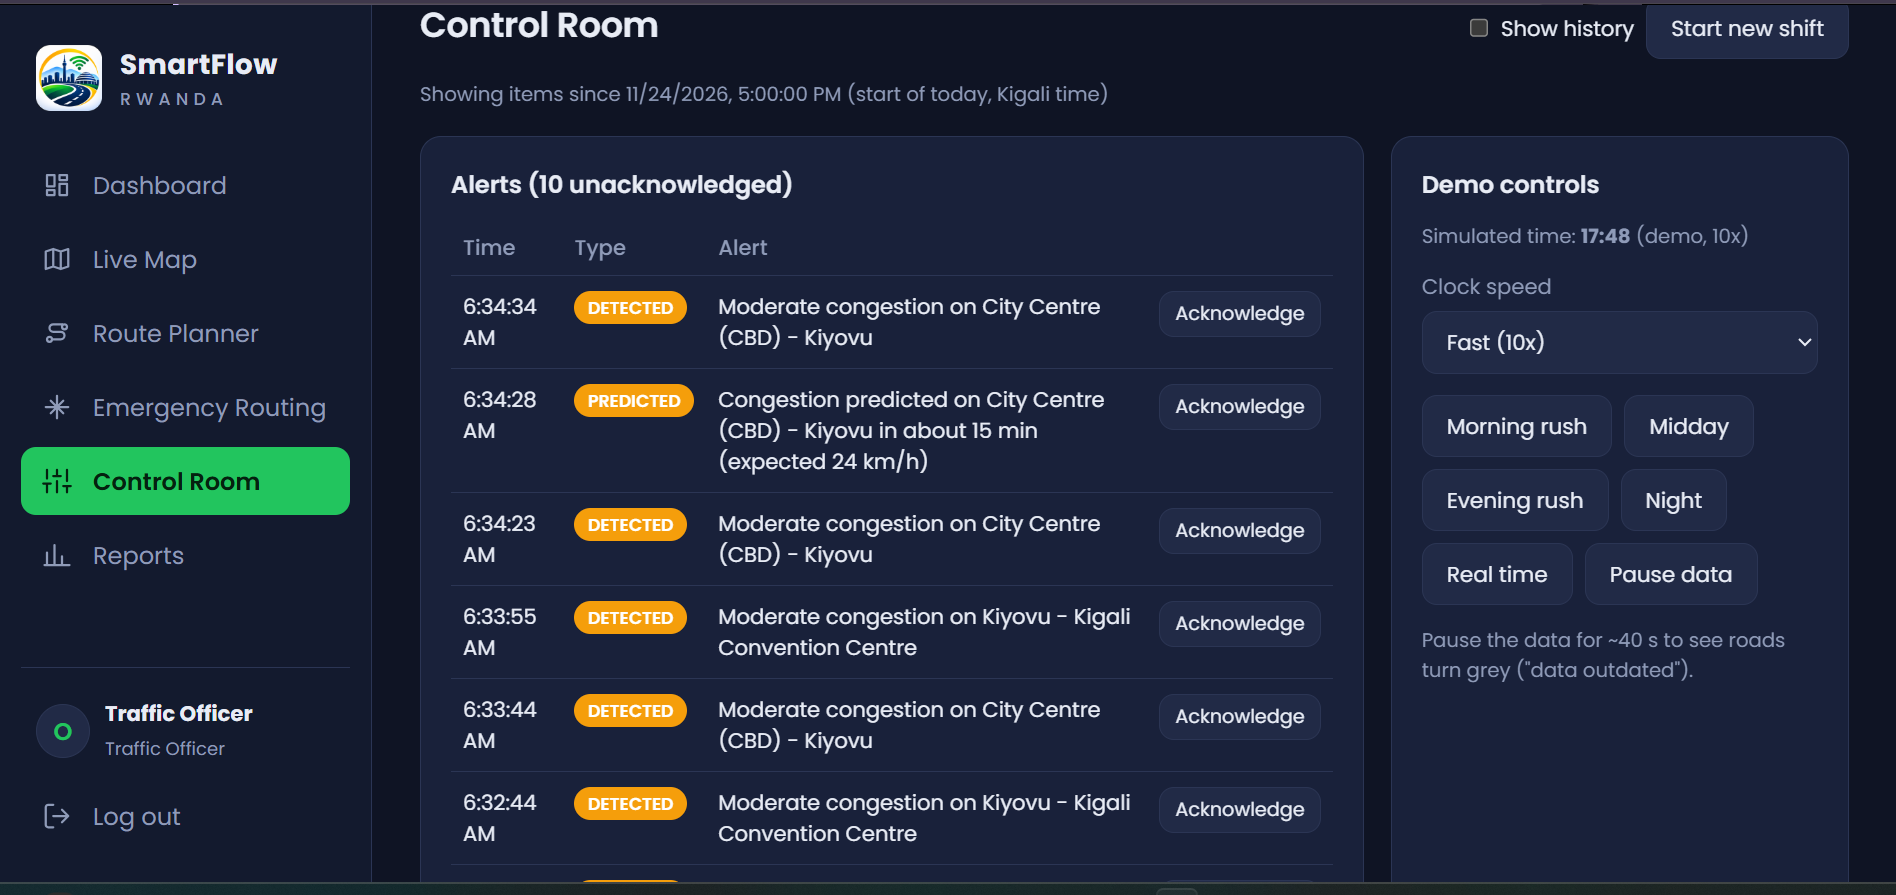 SmartFlow
RWANDA
Dashboard
Live Map
Route Planner
Emergency Routing
Control Room
Reports
Traffic Officer
Traffic Officer
Log out
Control Room
Show history
Start new shift
Showing items since 11/24/2026, 5:00:00 PM (start of today, Kigali time)
Alerts (10 unacknowledged)
Time Type Alert
6:34:34 AM DETECTED Moderate congestion on City Centre
(CBD) - Kiyovu
Acknowledge
6:34:28 AM PREDICTED Congestion predicted on City Centre
(CBD) - Kiyovu in about 15 min
(expected 24 km/h)
Acknowledge
6:34:23 AM DETECTED Moderate congestion on City Centre
(CBD) - Kiyovu
Acknowledge
6:33:55 AM DETECTED Moderate congestion on Kiyovu - Kigali
Convention Centre
Acknowledge
6:33:44 AM DETECTED Moderate congestion on City Centre
(CBD) - Kiyovu
Acknowledge
6:32:44 AM DETECTED Moderate congestion on Kiyovu - Kigali
Convention Centre
Acknowledge
Demo controls
Simulated time: 17:48 (demo, 10x)
Clock speed
Fast (10x)
Morning rush
Midday
Evening rush
Night
Real time
Pause data
Pause the data for ~40 s to see roads
turn grey ("data outdated").